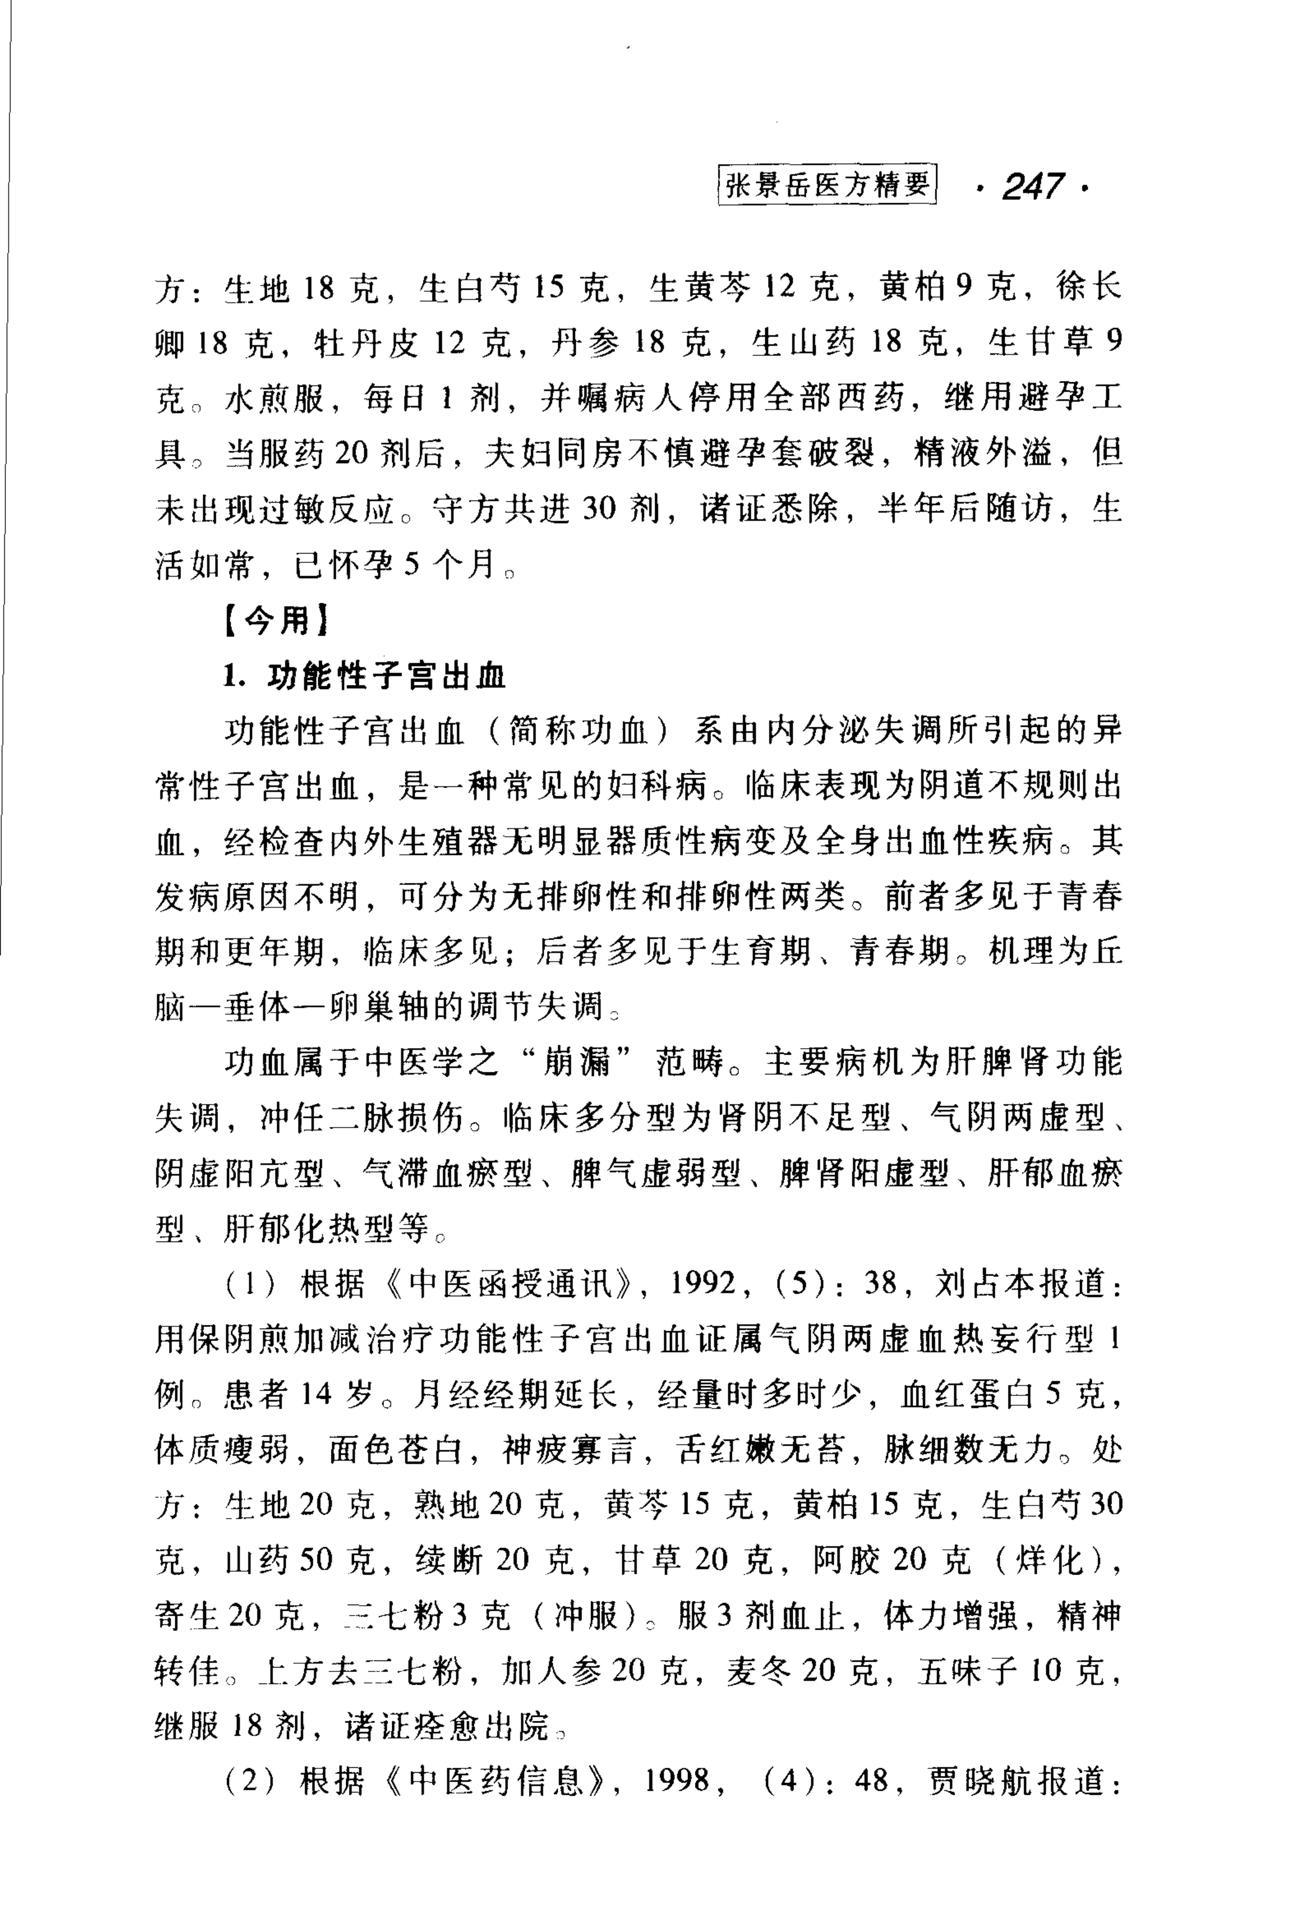 张景岳医方精要 · 247 ·
方：生地 18 克，生白芍 15 克，生黄芩 12 克，黄柏 9 克，徐长
卿 18 克，牡丹皮 12 克，丹参 18 克，生山药 18 克，生甘草 9
克。水煎服，每日 1 剂，并嘱病人停用全部西药，继用避孕工
具。当服药 20 剂后，夫妇同房不慎避孕套破裂，精液外溢，但
未出现过敏反应。守方共进 30 剂，诸证悉除，半年后随访，生
活如常，已怀孕 5 个月。
【今用】
1. 功能性子宫出血
功能性子宫出血（简称功血）系由内分泌失调所引起的异
常性子宫出血，是一种常见的妇科病。临床表现为阴道不规则出
血，经检查内外生殖器无明显器质性病变及全身出血性疾病。其
发病原因不明，可分为无排卵性和排卵性两类。前者多见于青春
期和更年期，临床多见；后者多见于生育期、青春期。机理为丘
脑—垂体—卵巢轴的调节失调。
功血属于中医学之“崩漏”范畴。主要病机为肝脾肾功能
失调，冲任二脉损伤。临床多分型为肾阴不足型、气阴两虚型、
阴虚阳亢型、气滞血瘀型、脾气虚弱型、脾肾阳虚型、肝郁血瘀
型、肝郁化热型等。
（1）根据《中医函授通讯》，1992，（5）：38，刘占本报道：
用保阴煎加减治疗功能性子宫出血证属气阴两虚血热妄行型 1
例。患者 14 岁。月经经期延长，经量时多时少，血红蛋白 5 克，
体质瘦弱，面色苍白，神疲寡言，舌红嫩无苔，脉细数无力。处
方：生地 20 克，熟地 20 克，黄芩 15 克，黄柏 15 克，生白芍 30
克，山药 50 克，续断 20 克，甘草 20 克，阿胶 20 克（烊化），
寄生 20 克，三七粉 3 克（冲服）。服 3 剂血止，体力增强，精神
转佳。上方去三七粉，加人参 20 克，麦冬 20 克，五味子 10 克，
继服 18 剂，诸证痊愈出院。
（2）根据《中医药信息》，1998，（4）：48，贾晓航报道：